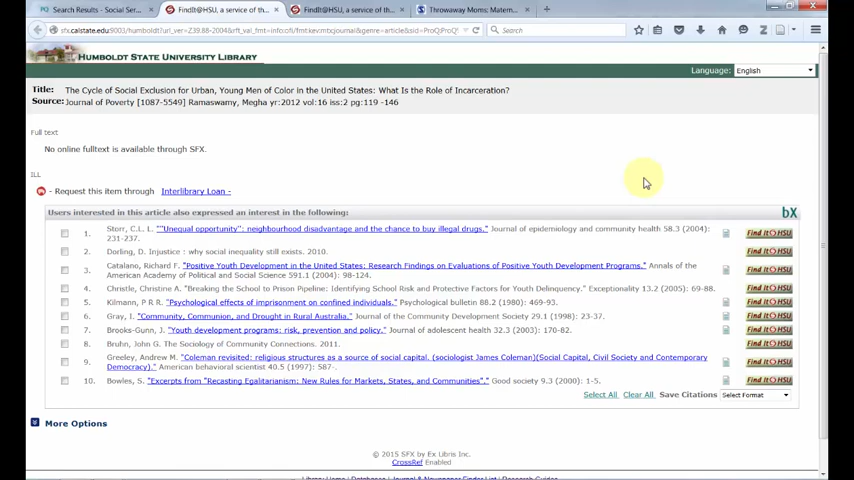 Search Results - Social Ser...
FindIt@HSU, a service of th...
FindIt@HSU, a service of th...
Throwaway Moms: Matern...
sfx.calstate.edu:9003/humboldt?url_ver=Z39.88-2004&rft_val_fmt=info:ofi/fmt:kev:mtx:journal&genre=article&sid=ProQ:ProQ
Search
HUMBOLDT STATE UNIVERSITY LIBRARY
Language: English
Title: The Cycle of Social Exclusion for Urban, Young Men of Color in the United States: What Is the Role of Incarceration?
Source: Journal of Poverty [1087-5549] Ramaswamy, Megha yr:2012 vol:16 iss:2 pg:119 -146
Full text
No online fulltext is available through SFX.
ILL
- Request this item through Interlibrary Loan -
Users interested in this article also expressed an interest in the following: bX
1. Storr, C.L. L. ""Unequal opportunity": neighbourhood disadvantage and the chance to buy illegal drugs." Journal of epidemiology and community health 58.3 (2004): Find It@HSU
231-237.
2. Dorling, D. Injustice : why social inequality still exists. 2010. Find It@HSU
3. Catalano, Richard F. "Positive Youth Development in the United States: Research Findings on Evaluations of Positive Youth Development Programs." Annals of the Find It@HSU
American Academy of Political and Social Science 591.1 (2004): 98-124.
4. Christle, Christine A. "Breaking the School to Prison Pipeline: Identifying School Risk and Protective Factors for Youth Delinquency." Exceptionality 13.2 (2005): 69-88. Find It@HSU
5. Kilmann, P R R. "Psychological effects of imprisonment on confined individuals." Psychological bulletin 88.2 (1980): 469-93. Find It@HSU
6. Gray, I. "Community, Communion, and Drought in Rural Australia." Journal of the Community Development Society 29.1 (1998): 23-37. Find It@HSU
7. Brooks-Gunn, J. "Youth development programs: risk, prevention and policy." Journal of adolescent health 32.3 (2003): 170-82. Find It@HSU
8. Bruhn, John G. The Sociology of Community Connections. 2011. Find It@HSU
9. Greeley, Andrew M. "Coleman revisited: religious structures as a source of social capital. (sociologist James Coleman)(Social Capital, Civil Society and Contemporary Find It@HSU
Democracy)." American behavioral scientist 40.5 (1997): 587-.
10. Bowles, S. "Excerpts from "Recasting Egalitarianism: New Rules for Markets, States, and Communities"." Good society 9.3 (2000): 1-5. Find It@HSU
Select All Clear All Save Citations Select Format
More Options
© 2015 SFX by Ex Libris Inc.
CrossRef Enabled
Library Home | Databases | Journal & Newspaper Finder List | Research Guides